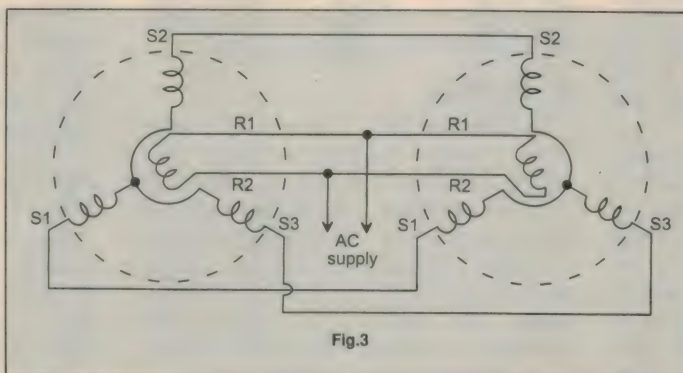 S2 S2
R1 R1
R2 R2
S1 S3 S1 S3
AC
supply
Fig.3